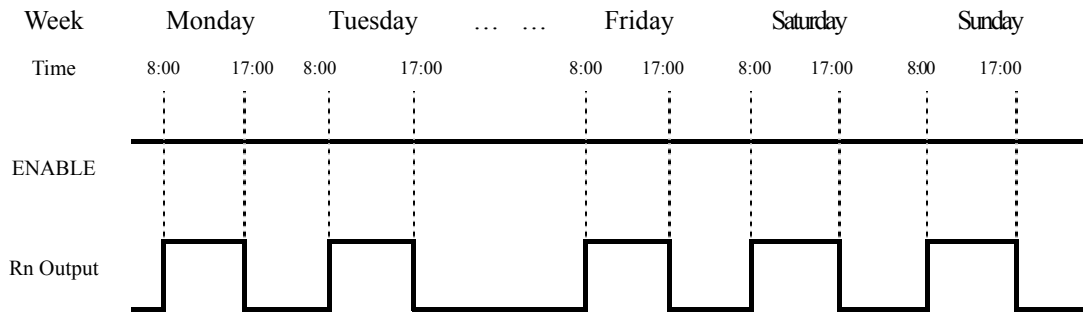 Week Monday Tuesday … … Friday Saturday Sunday
Time 8:00 17:00 8:00 17:00 8:00 17:00 8:00 17:00 8:00 17:00
ENABLE
Rn Output